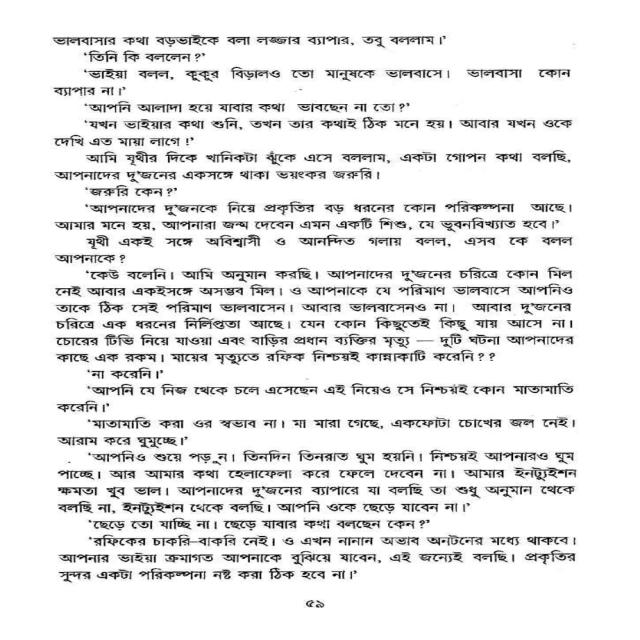 ভালবাসার কথা বড়ভাইকে বলা লজ্জার ব্যাপার, তবু বললাম।'
'তিনি কি বললেন?'
'ভাইয়া বলল, কুকুর বিড়ালও তো মানুষকে ভালবাসে। ভালবাসা কোন
ব্যাপার না।'
'আপনি আলাদা হয়ে যাবার কথা ভাবছেন না তো?'
'যখন ভাইয়ার কথা শুনি, তখন তার কথাই ঠিক মনে হয়। আবার যখন ওকে
দেখি এত মায়া লাগে!'
আমি যূথীর দিকে খানিকটা ঝুঁকে এসে বললাম, একটা গোপন কথা বলছি,
আপনাদের দু'জনের একসঙ্গে থাকা ভয়ংকর জরুরি।
'জরুরি কেন?'
'আপনাদের দু'জনকে নিয়ে প্রকৃতির বড় ধরনের কোন পরিকল্পনা আছে।
আমার মনে হয়, আপনারা জন্ম দেবেন এমন একটি শিশু, যে ভুবনবিখ্যাত হবে।'
যূথী একই সঙ্গে অবিশ্বাসী ও আনন্দিত গলায় বলল, এসব কে বলল
আপনাকে?
'কেউ বলেনি। আমি অনুমান করছি। আপনাদের দু'জনের চরিত্রে কোন মিল
নেই আবার একইসঙ্গে অসম্ভব মিল। ও আপনাকে যে পরিমাণ ভালবাসে আপনিও
তাকে ঠিক সেই পরিমাণ ভালবাসেন। আবার ভালবাসেনও না। আবার দু'জনের
চরিত্রে এক ধরনের নির্লিপ্ততা আছে। যেন কোন কিছুতেই কিছু যায় আসে না।
চোরের টিভি নিয়ে যাওয়া এবং বাড়ির প্রধান ব্যক্তির মৃত্যু — দুটি ঘটনা আপনাদের
কাছে এক রকম। মায়ের মৃত্যুতে রফিক নিশ্চয়ই কান্নাকাটি করেনি??
'না করেনি।'
'আপনি যে নিজ থেকে চলে এসেছেন এই নিয়েও সে নিশ্চয়ই কোন মাতামাতি
করেনি।'
'মাতামাতি করা ওর স্বভাব না। মা মারা গেছে, একফোটা চোখের জল নেই।
আরাম করে ঘুমুচ্ছে।'
'আপনিও শুয়ে পড়ুন। তিনদিন তিনরাত ঘুম হয়নি। নিশ্চয়ই আপনারও ঘুম
পাচ্ছে। আর আমার কথা হেলাফেলা করে ফেলে দেবেন না। আমার ইনট্যুইশন
ক্ষমতা খুব ভাল। আপনাদের দু'জনের ব্যাপারে যা বলছি তা শুধু অনুমান থেকে
বলছি না, ইনট্যুইশন থেকে বলছি। আপনি ওকে ছেড়ে যাবেন না।'
'ছেড়ে তো যাচ্ছি না। ছেড়ে যাবার কথা বলছেন কেন?'
'রফিকের চাকরি-বাকরি নেই। ও এখন নানান অভাব অনটনের মধ্যে থাকবে।
আপনার ভাইয়া ক্রমাগত আপনাকে বুঝিয়ে যাবেন, এই জন্যেই বলছি। প্রকৃতির
সুন্দর একটা পরিকল্পনা নষ্ট করা ঠিক হবে না।'
৫৯